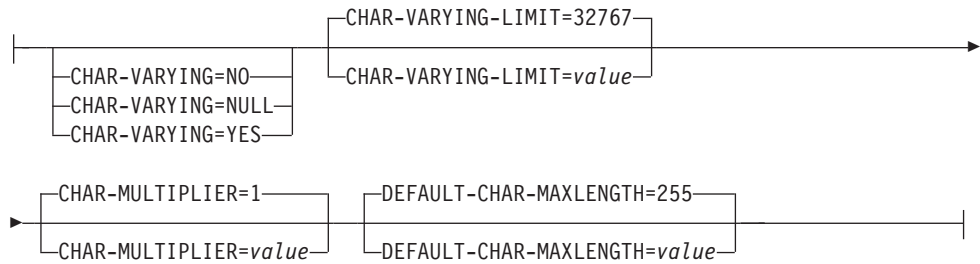 CHAR-VARYING-LIMIT=32767
CHAR-VARYING=NO
CHAR-VARYING=NULL
CHAR-VARYING=YES
CHAR-VARYING-LIMIT=value
CHAR-MULTIPLIER=1
DEFAULT-CHAR-MAXLENGTH=255
CHAR-MULTIPLIER=value
DEFAULT-CHAR-MAXLENGTH=value